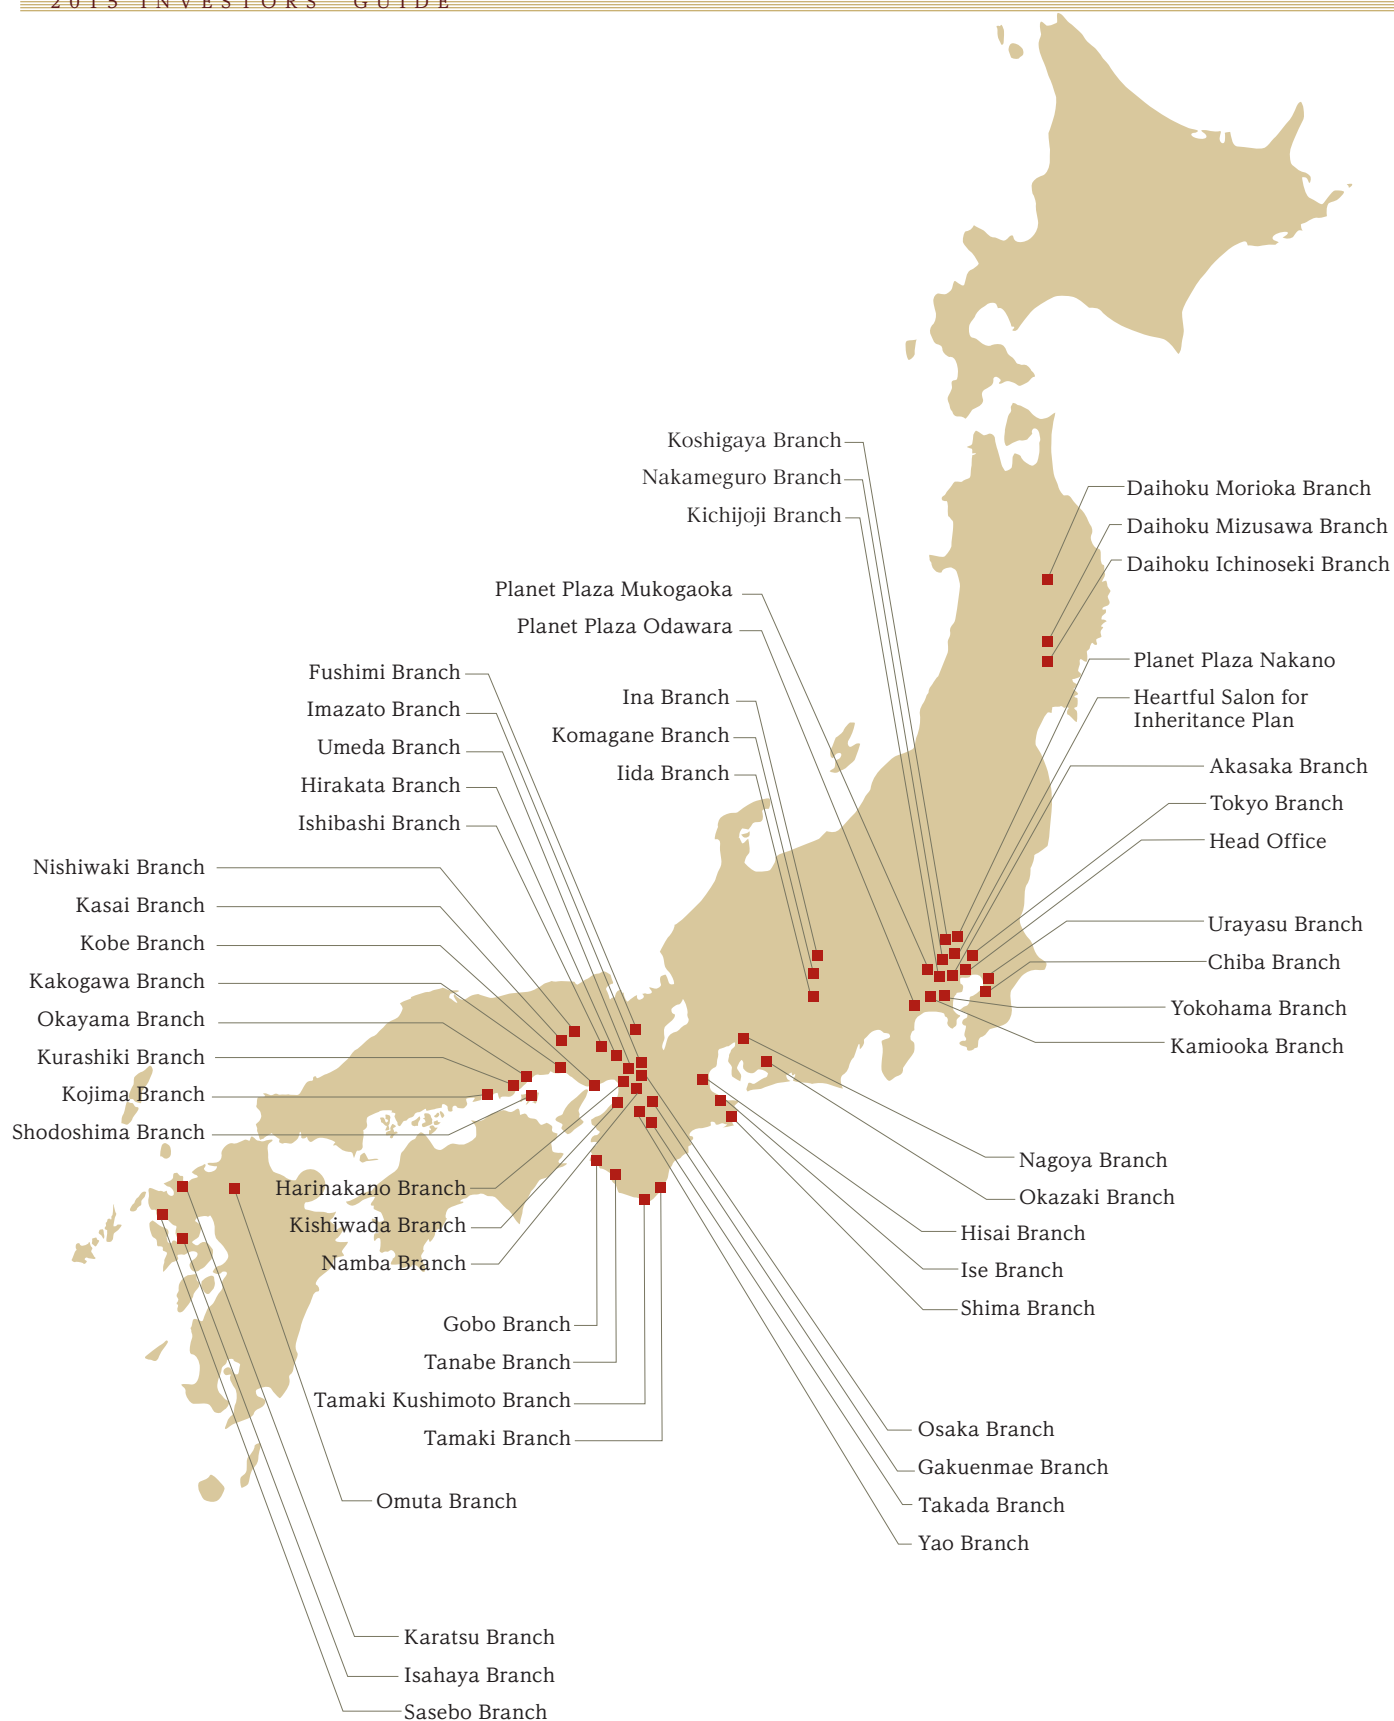 2015 INVESTORS' GUIDE
Koshigaya Branch
Nakameguro Branch
Kichijoji Branch
Daihoku Morioka Branch
Daihoku Mizusawa Branch
Daihoku Ichinoseki Branch
Planet Plaza Mukogaoka
Planet Plaza Odawara
Fushimi Branch
Imazato Branch
Umeda Branch
Hirakata Branch
Ishibashi Branch
Ina Branch
Komagane Branch
Iida Branch
Planet Plaza Nakano
Heartful Salon for
Inheritance Plan
Akasaka Branch
Tokyo Branch
Head Office
Urayasu Branch
Chiba Branch
Yokohama Branch
Kamiooka Branch
Nishiwaki Branch
Kasai Branch
Kobe Branch
Kakogawa Branch
Okayama Branch
Kurashiki Branch
Kojima Branch
Shodoshima Branch
Harinakano Branch
Kishiwada Branch
Namba Branch
Nagoya Branch
Okazaki Branch
Hisai Branch
Ise Branch
Shima Branch
Gobo Branch
Tanabe Branch
Tamaki Kushimoto Branch
Tamaki Branch
Osaka Branch
Gakuenmae Branch
Takada Branch
Yao Branch
Omuta Branch
Karatsu Branch
Isahaya Branch
Sasebo Branch